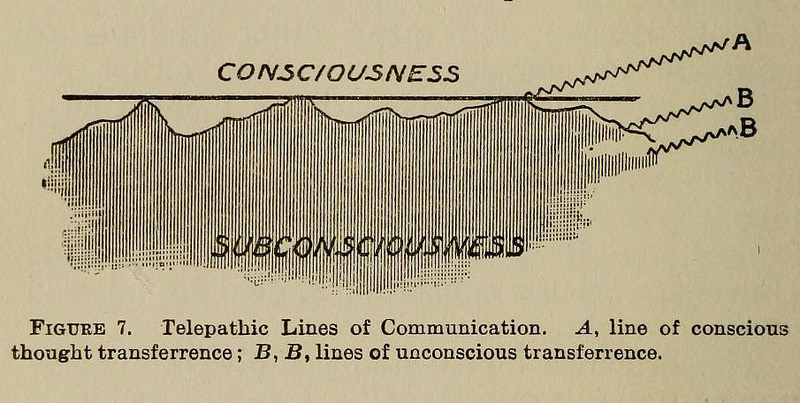 CONSCIOUSNESS
A
B
B
SUBCONSCIOUSNESS
FIGURE 7. Telepathic Lines of Communication. A, line of conscious
thought transferrence; B, B, lines of unconscious transferrence.